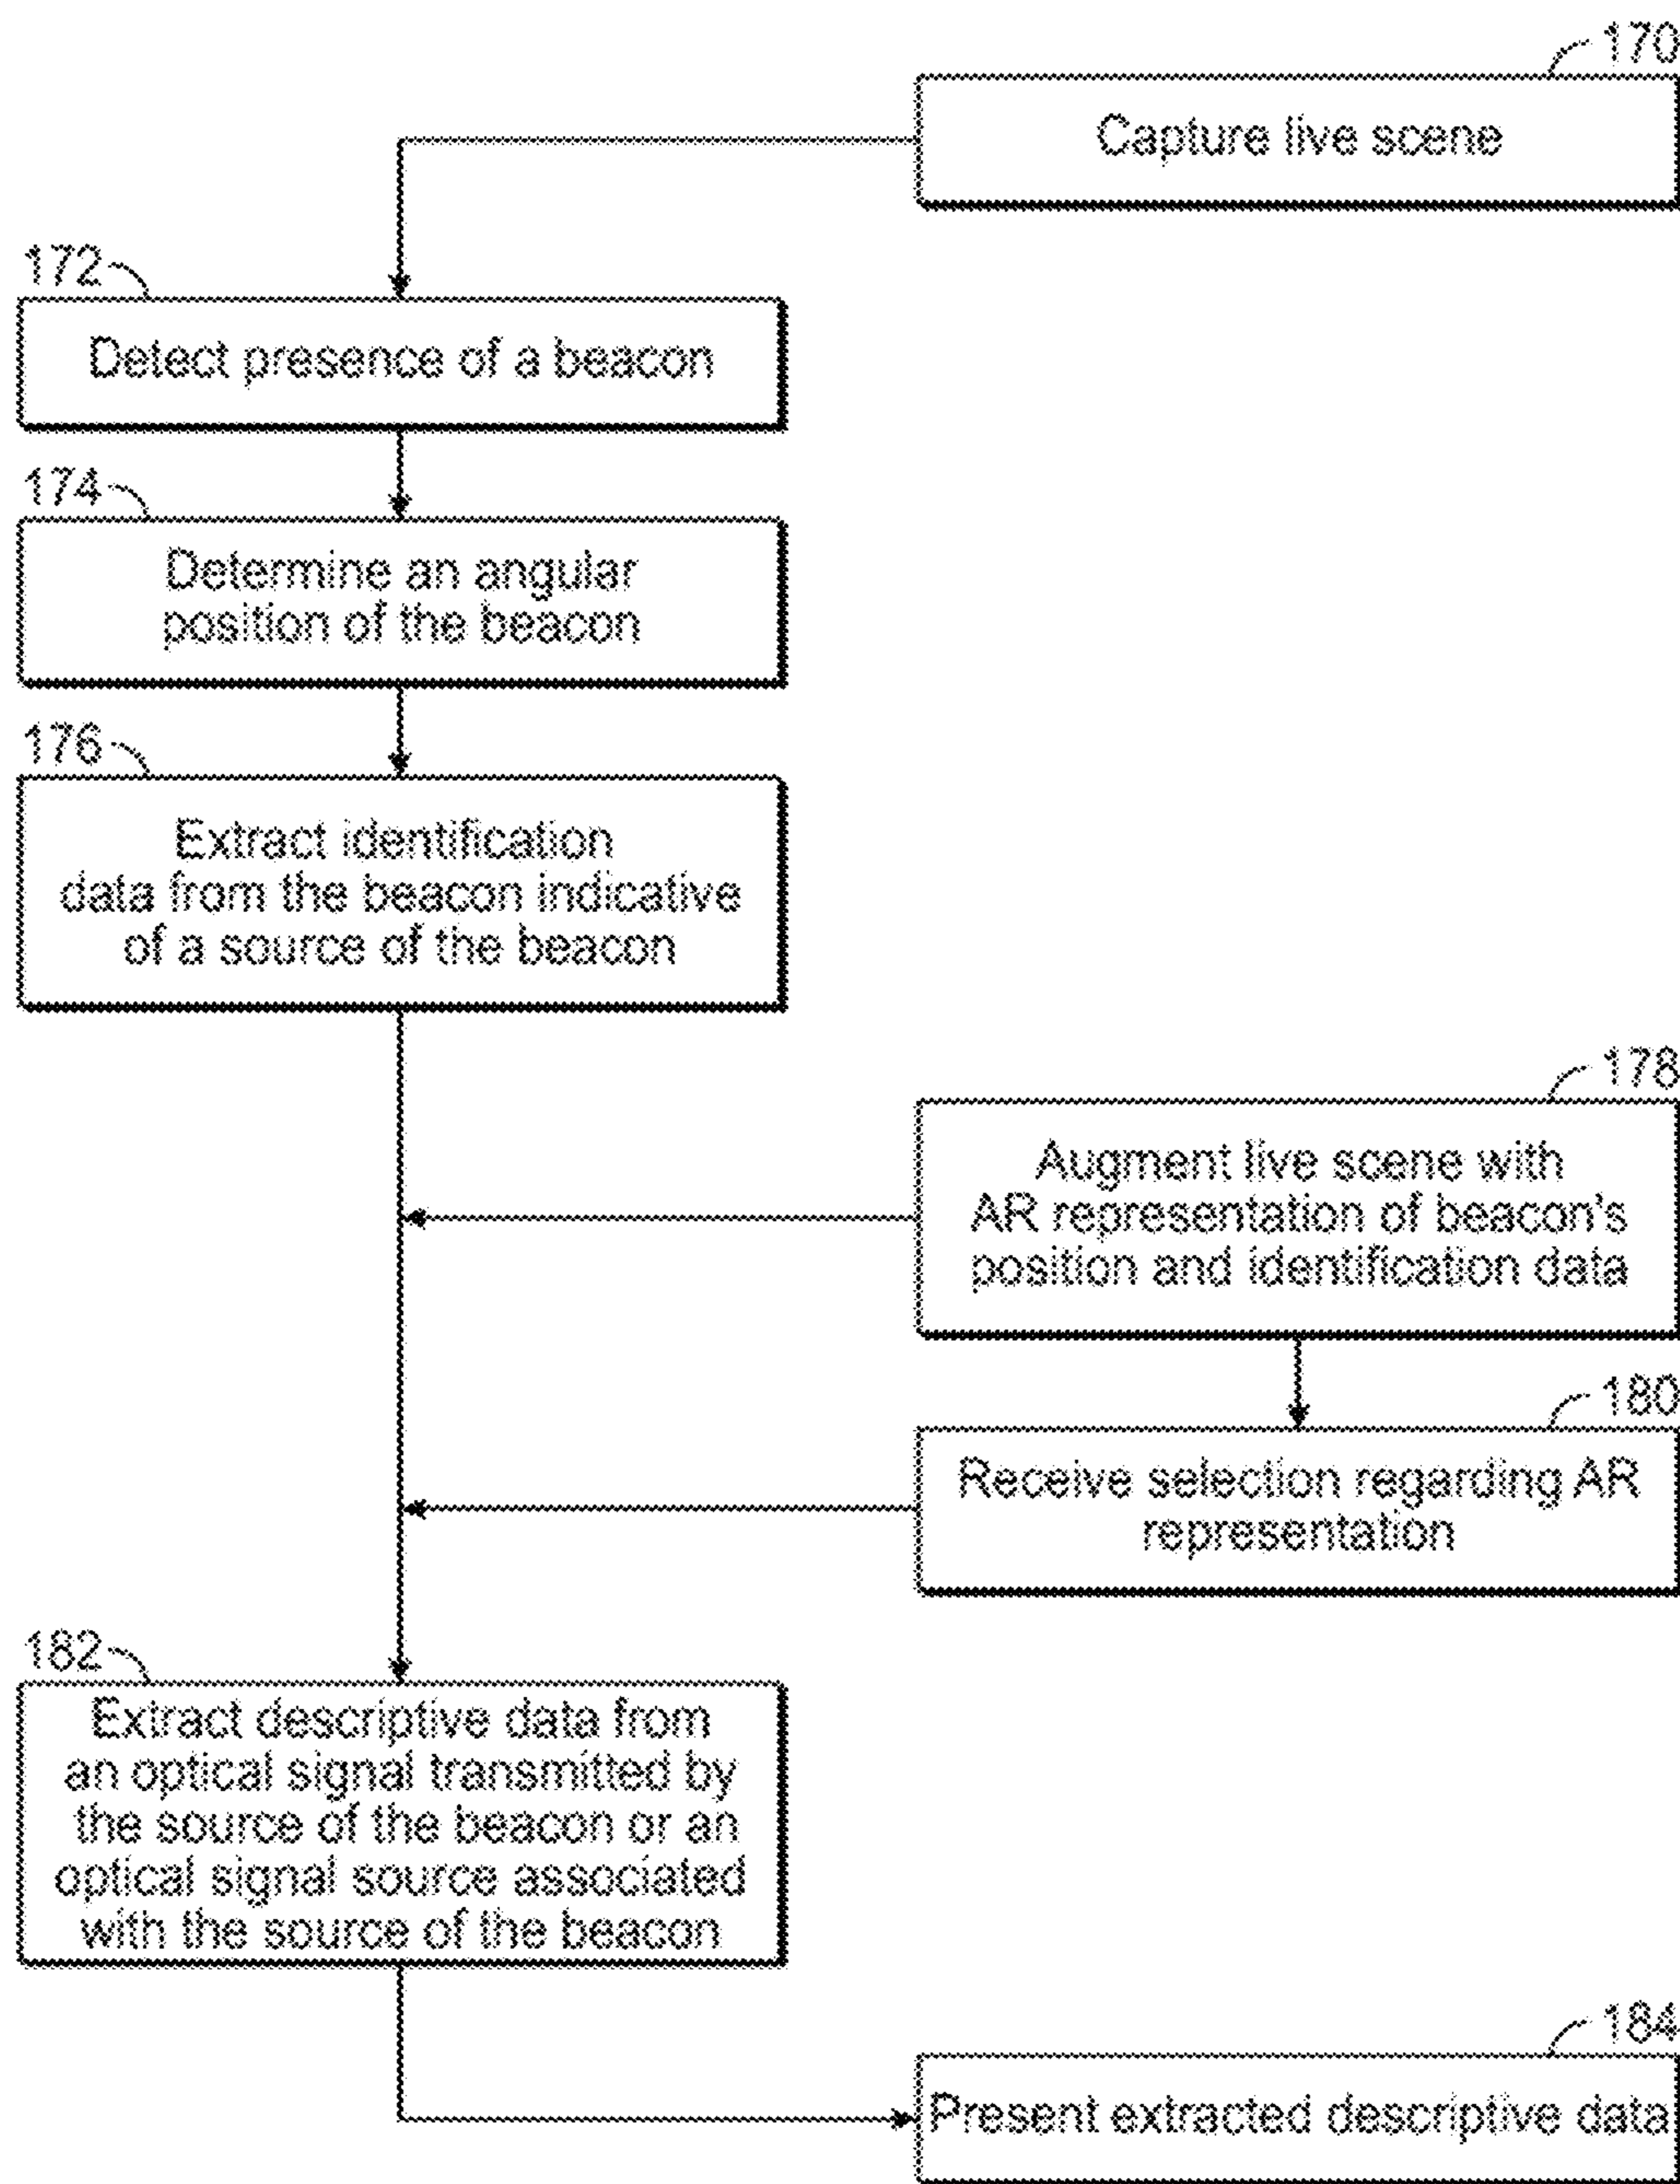 170
Capture live scene
172
Detect presence of a beacon
174
Determine an angular
position of the beacon
176
Extract identification
data from the beacon indicative
of a source of the beacon
178
Augment live scene with
AR representation of beacon's
position and identification data
180
Receive selection regarding AR
representation
182
Extract descriptive data from
an optical signal transmitted by
the source of the beacon or an
optical signal source associated
with the source of the beacon
184
Present extracted descriptive data